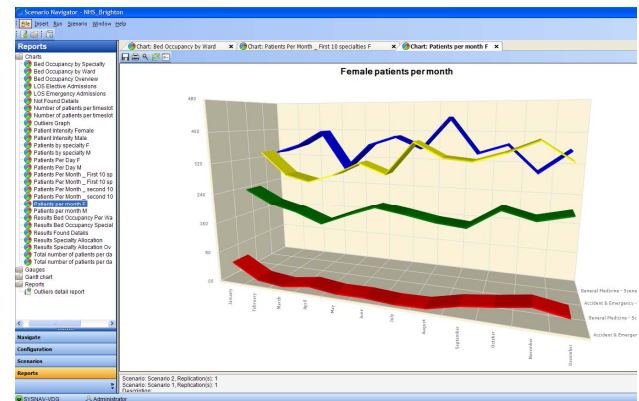 Scenario Navigator - NHS_Brighton
File Insert Run Scenario Window Help
Reports
Chart: Bed Occupancy by Ward
Chart: Patients Per Month _ First 10 specialties F
Chart: Patients per month F
Charts
Bed Occupancy by Specialty
Bed Occupancy by Ward
Bed Occupancy Overview
LOS Elective Admissions
LOS Emergency Admissions
Not Found Details
Number of patients per timeslot
Number of patients per timeslot
Outliers Graph
Patient Intensity Female
Patient Intensity Male
Patients by specialty F
Patients by specialty M
Patients Per Day F
Patients Per Day M
Patients Per Month _ First 10 sp
Patients Per Month _ First 10 sp
Patients Per Month _ second 10
Patients Per Month _ second 10
Patients per month F
Patients per month M
Results Bed Occupancy Per Wa
Results Bed Occupancy Special
Results Found Details
Results Specialty Allocation
Results Specialty Allocation Ov
Total number of patients per da
Total number of patients per da
Gauges
Gantt chart
Reports
Outliers detail report
Navigate
Configuration
Scenarios
Reports
Female patients per month
480
400
320
240
160
80
00
January
February
March
April
May
June
July
August
September
October
November
December
General Medicine - Scena
Accident & Emergency -
General Medicine - Sc
Accident & Emergen
Scenario: Scenario 2, Replication(s): 1
Scenario: Scenario 1, Replication(s): 1
Description:
SYSNAV-VDG
Administrator